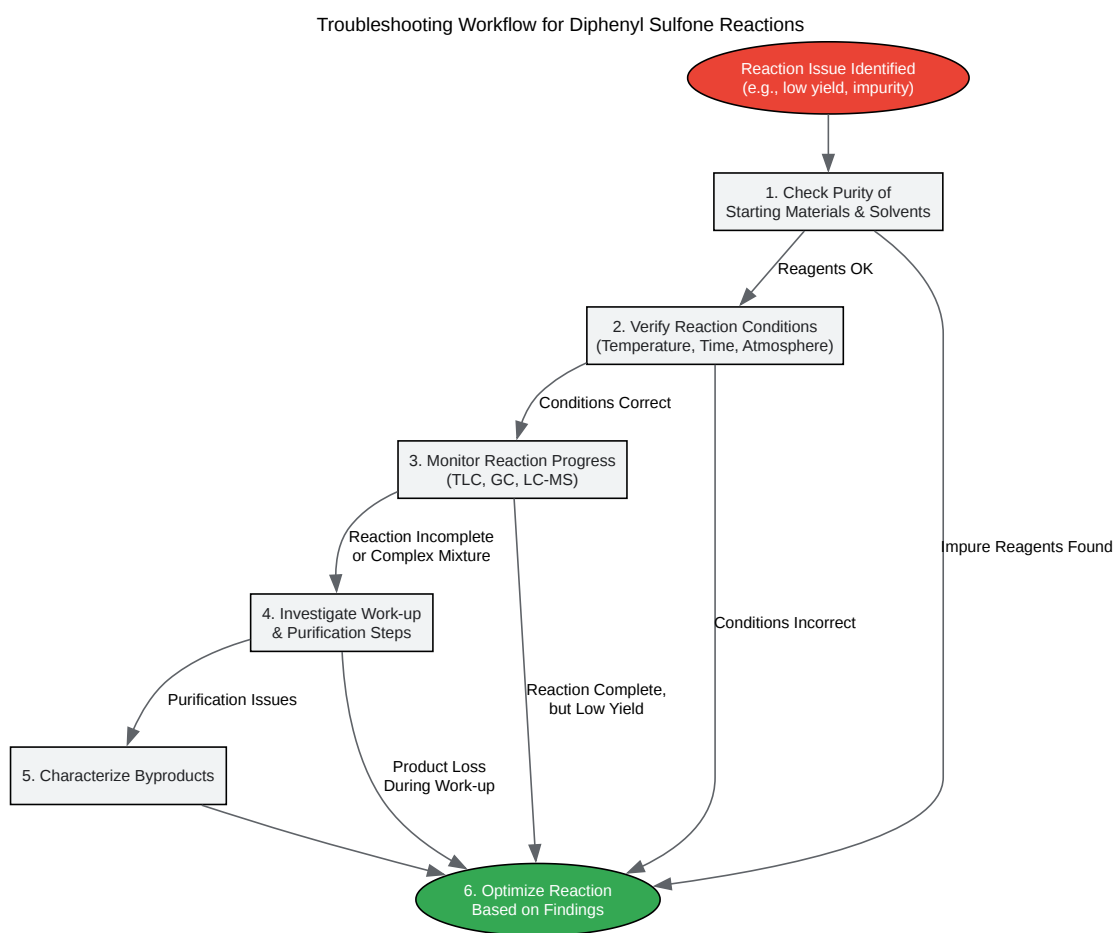 Troubleshooting Workflow for Diphenyl Sulfone Reactions
Reaction Issue Identified
(e.g., low yield, impurity)
1. Check Purity of
Starting Materials & Solvents
Reagents OK
2. Verify Reaction Conditions
(Temperature, Time, Atmosphere)
Conditions Correct
3. Monitor Reaction Progress
(TLC, GC, LC-MS)
Reaction Incomplete
or Complex Mixture
Impure Reagents Found
4. Investigate Work-up
& Purification Steps
Conditions Incorrect
Purification Issues
Reaction Complete,
but Low Yield
5. Characterize Byproducts
Product Loss
During Work-up
6. Optimize Reaction
Based on Findings